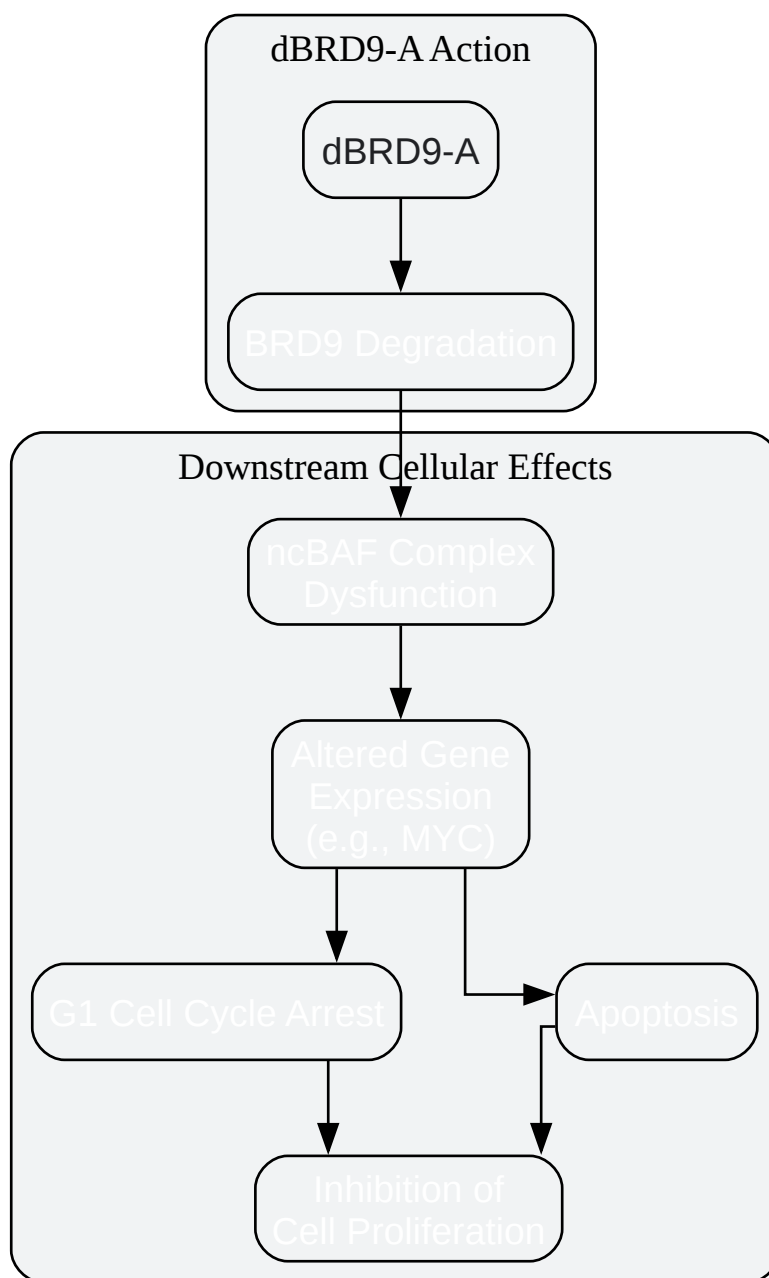 dBRD9-A Action
dBRD9-A
BRD9 Degradation
Downstream Cellular Effects
ncBAF Complex
Dysfunction
Altered Gene
Expression
(e.g., MYC)
G1 Cell Cycle Arrest
Apoptosis
Inhibition of
Cell Proliferation